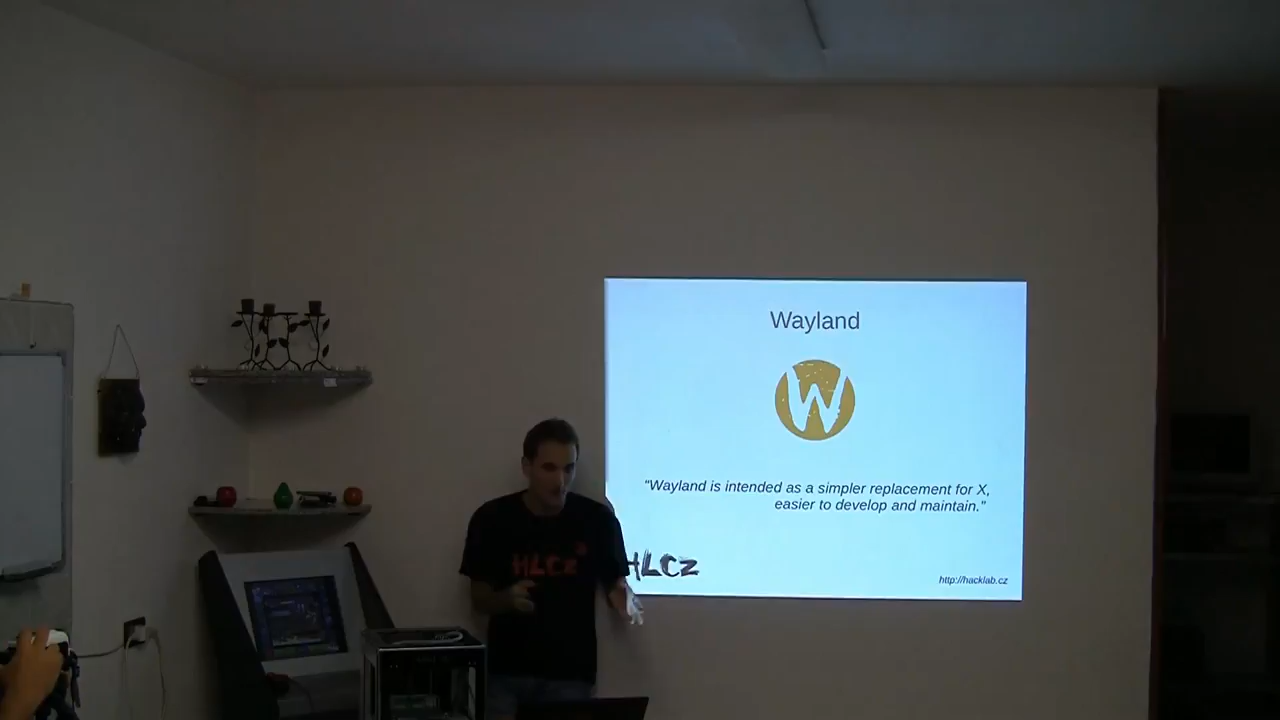 Wayland
W
"Wayland is intended as a simpler replacement for X,
easier to develop and maintain."
HLCZ
HLCZ
http://hacklab.cz